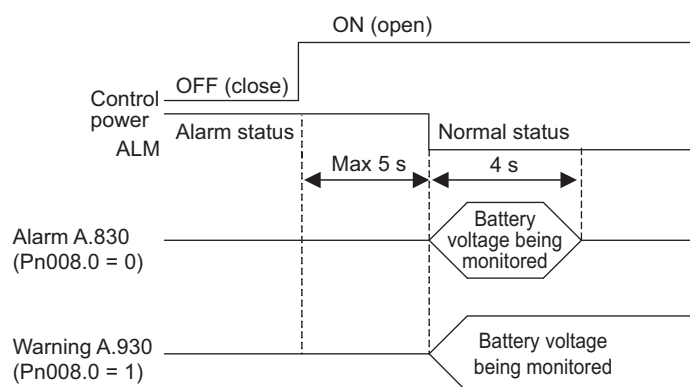 ON (open)
OFF (close)
Control
power
ALM
Alarm status
Normal status
Max 5 s
4 s
Alarm A.830
(Pn008.0 = 0)
Battery
voltage being
monitored
Warning A.930
(Pn008.0 = 1)
Battery voltage
being monitored